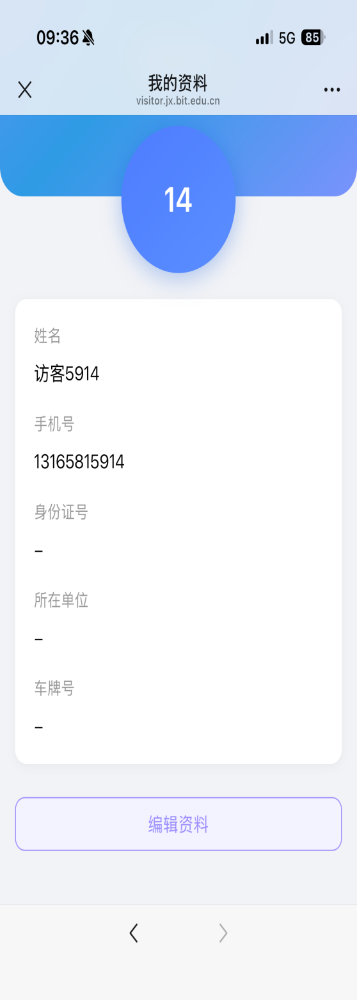 09:36
5G
85
我的资料
visitor.jx.bit.edu.cn
14
姓名
访客5914
手机号
13165815914
身份证号
–
所在单位
–
车牌号
–
编辑资料